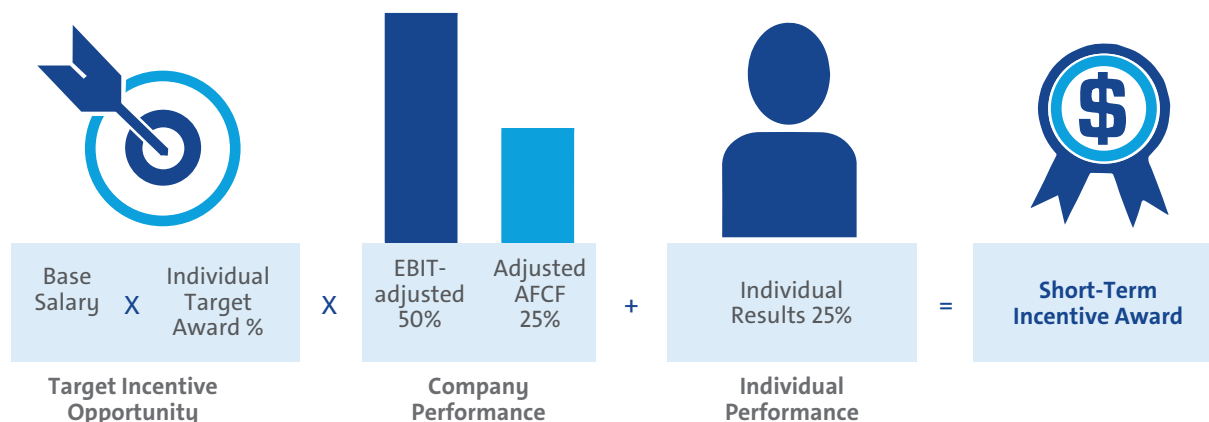 $
Base
Salary
X
Individual
Target
Award %
X
EBIT-
adjusted
50%
Adjusted
AFCF
25%
+
Individual
Results 25%
=
Short-Term
Incentive Award
Target Incentive
Opportunity
Company
Performance
Individual
Performance